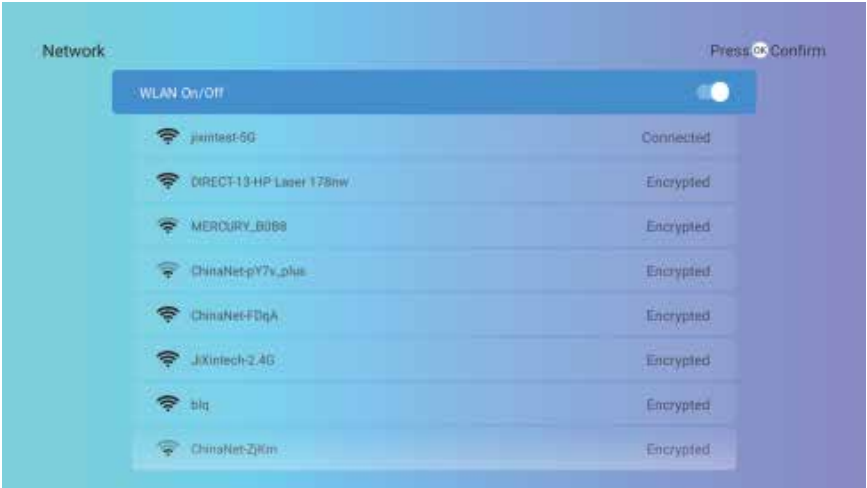 Network
Press OK Confirm
WLAN On/Off
jixintest-5G Connected
DIRECT-13-HP Laser 178nw Encrypted
MERCURY_B0B8 Encrypted
ChinaNet-pY7v_plus Encrypted
ChinaNet-FDqA Encrypted
JiXintech-2.4G Encrypted
blq Encrypted
ChinaNet-ZjKm Encrypted